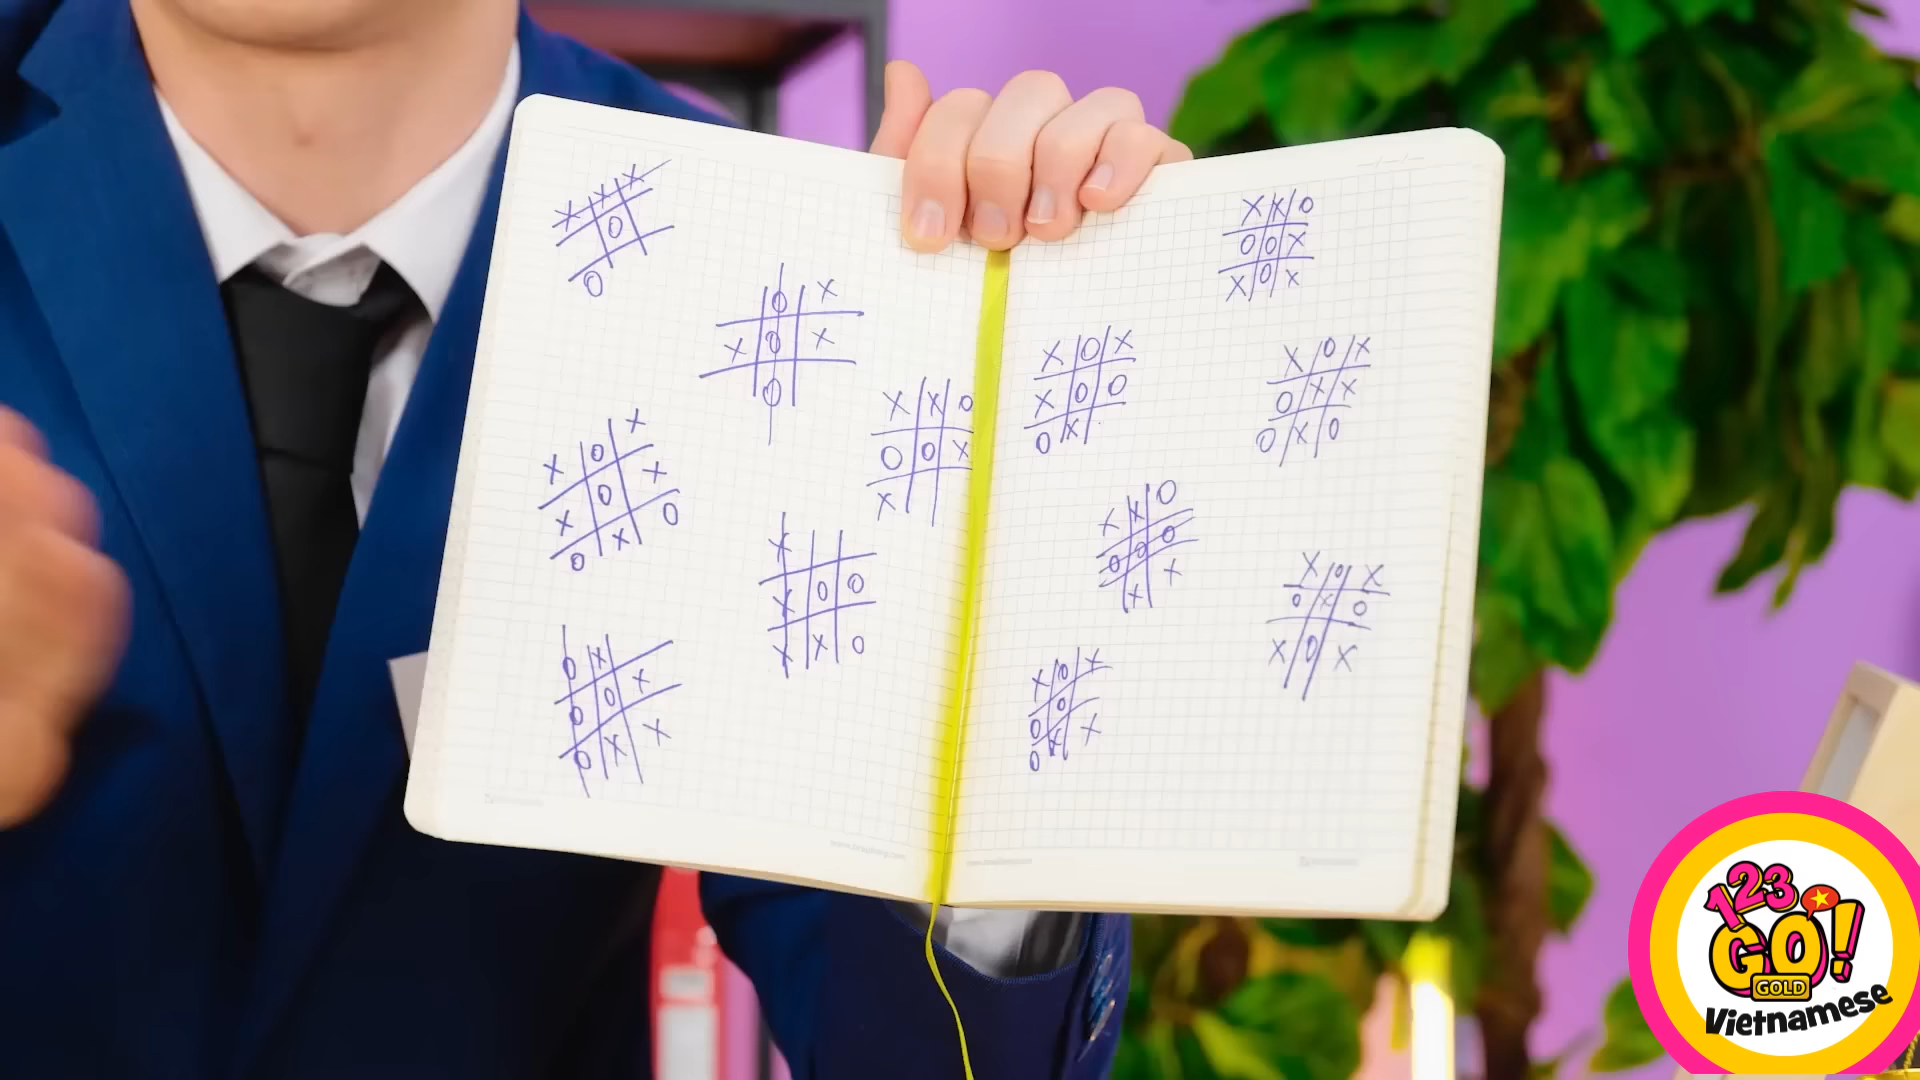 X X X
O
O
O X
X O X
O
X X O
O O X
X
X O X
X O X
O X O
X
X O O
X X O
O X
O O X
O X X
X X O
O O X
X O X
X O X
X O O
O X
X O X
O X X
O X O
X X O
O O O
X X
X O X
O X O
X O X
X O X
O O
O X X
123
GO!
GOLD
Vietnamese